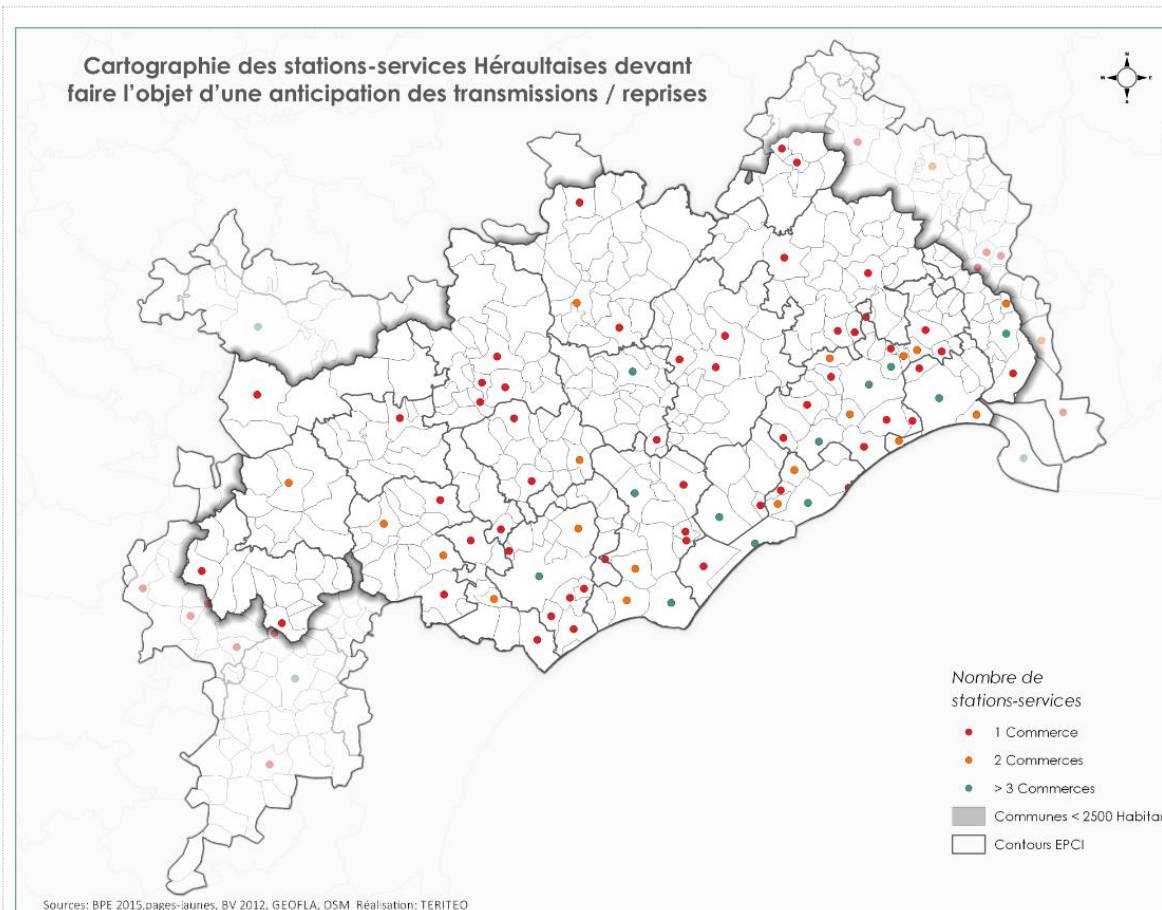 Cartographie des stations-services Héraultaises devant
faire l'objet d'une anticipation des transmissions / reprises
N
W E
S
Nombre de
stations-services
1 Commerce
2 Commerces
> 3 Commerces
Communes < 2500 Habitan
Contours EPCI
Sources: BPE 2015,pages-jaunes, BV 2012, GEOFLA, OSM Réalisation: TERITEO